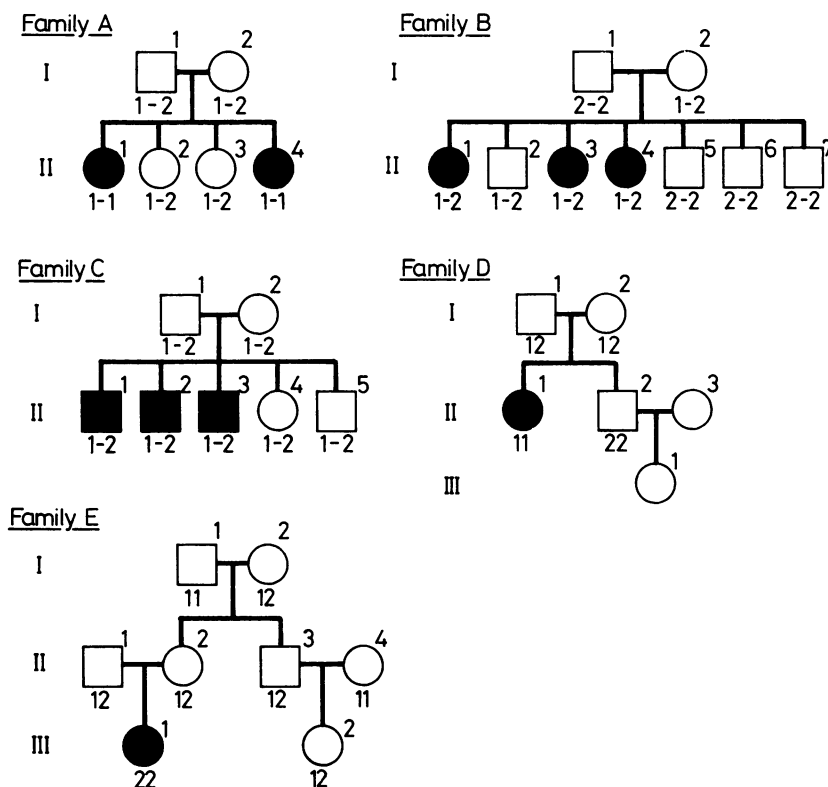 Family A
1 2
I
1-2 1-2
1 2 3 4
II
1-1 1-2 1-2 1-1
Family B
1 2
I
2-2 1-2
1 2 3 4 5 6 7
II
1-2 1-2 1-2 1-2 2-2 2-2 2-2
Family C
1 2
I
1-2 1-2
1 2 3 4 5
II
1-2 1-2 1-2 1-2 1-2
Family D
1 2
I
12 12
1 2 3
II
11 22
1
III
Family E
1 2
I
11 12
1 2 3 4
II
12 12 12 11
1 2
III
22 12